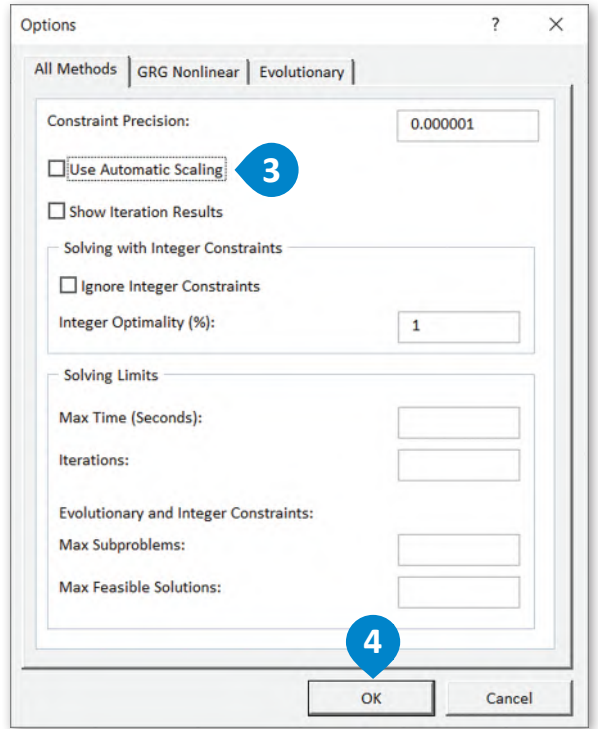 Options
?
All Methods GRG Nonlinear Evolutionary
Constraint Precision: 0.000001
Use Automatic Scaling 3
Show Iteration Results
Solving with Integer Constraints
Ignore Integer Constraints
Integer Optimality (%): 1
Solving Limits
Max Time (Seconds):
Iterations:
Evolutionary and Integer Constraints:
Max Subproblems:
Max Feasible Solutions:
4
OK Cancel